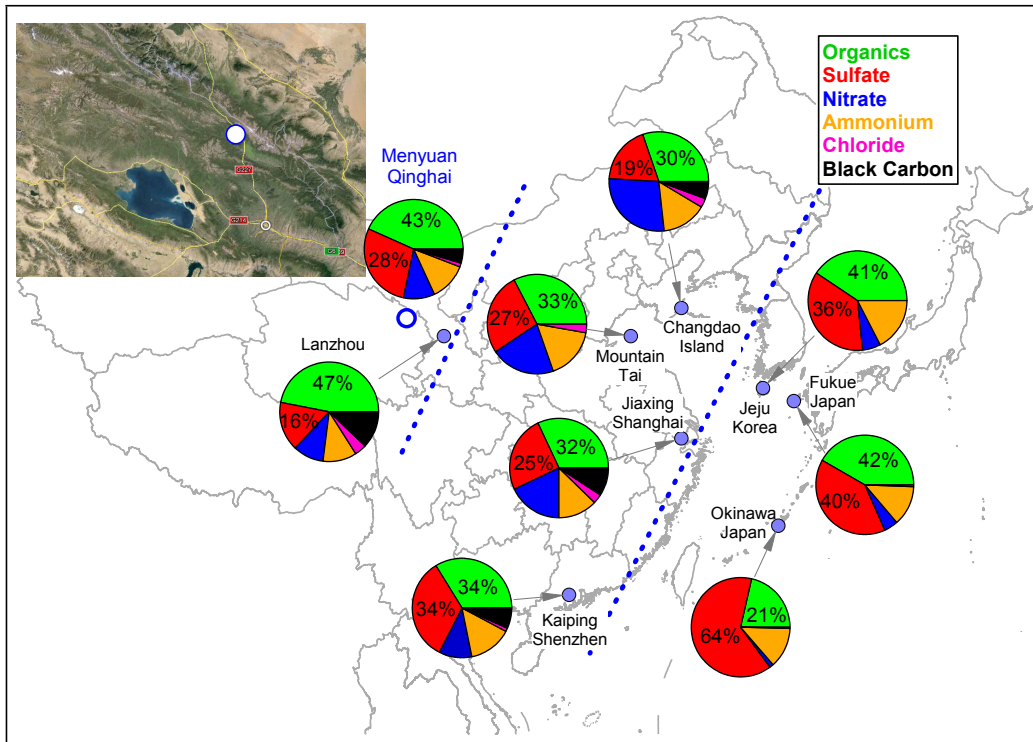 Organics
Sulfate
Nitrate
Ammonium
Chloride
Black Carbon
Menyuan
Qinghai
43%
28%
30%
19%
33%
27%
Mountain
Tai
Changdao
Island
41%
36%
Jeju
Korea
Fukue
Japan
42%
40%
Lanzhou
47%
16%
Jiaxing
Shanghai
32%
25%
Okinawa
Japan
64%
21%
34%
34%
Kaiping
Shenzhen